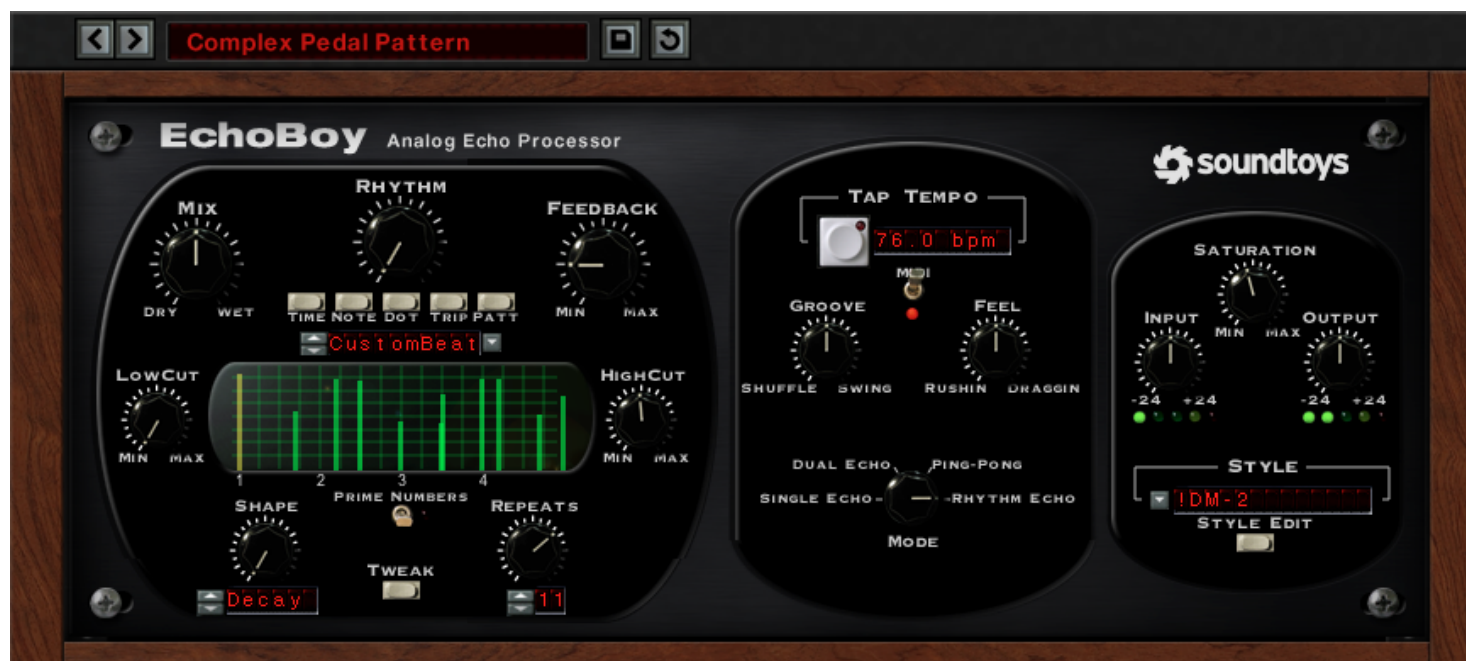 Complex Pedal Pattern
EchoBoy Analog Echo Processor
soundtoys
MIX
DRY WET
RHYTHM
FEEDBACK
MIN MAX
TIME NOTE DOT TRIP PATT
CustomBeat
LOWCUT
MIN MAX
HIGHCUT
MIN MAX
1 2 3 4
PRIME NUMBERS
SHAPE
Decay
TWEAK
REPEATS
11
TAP TEMPO
76.0 bpm
MIDI
GROOVE
SHUFFLE SWING
FEEL
RUSHIN DRAGGIN
DUAL ECHO PING-PONG
SINGLE ECHO RHYTHM ECHO
MODE
SATURATION
MIN MAX
INPUT
-24 +24
OUTPUT
-24 +24
STYLE
!DM-2
STYLE EDIT